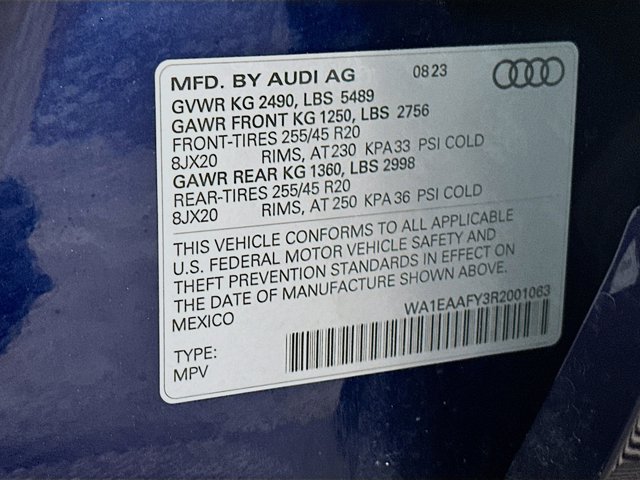 MFD. BY AUDI AG 08 23
GVWR KG 2490, LBS 5489
GAWR FRONT KG 1250, LBS 2756
FRONT-TIRES 255/45 R20
8JX20 RIMS, AT 230 KPA 33 PSI COLD
GAWR REAR KG 1360, LBS 2998
REAR-TIRES 255/45 R20
8JX20 RIMS, AT 250 KPA 36 PSI COLD
THIS VEHICLE CONFORMS TO ALL APPLICABLE
U.S. FEDERAL MOTOR VEHICLE SAFETY AND
THEFT PREVENTION STANDARDS IN EFFECT ON
THE DATE OF MANUFACTURE SHOWN ABOVE.
MEXICO
WA1EAAFY3R2001063
TYPE:
MPV